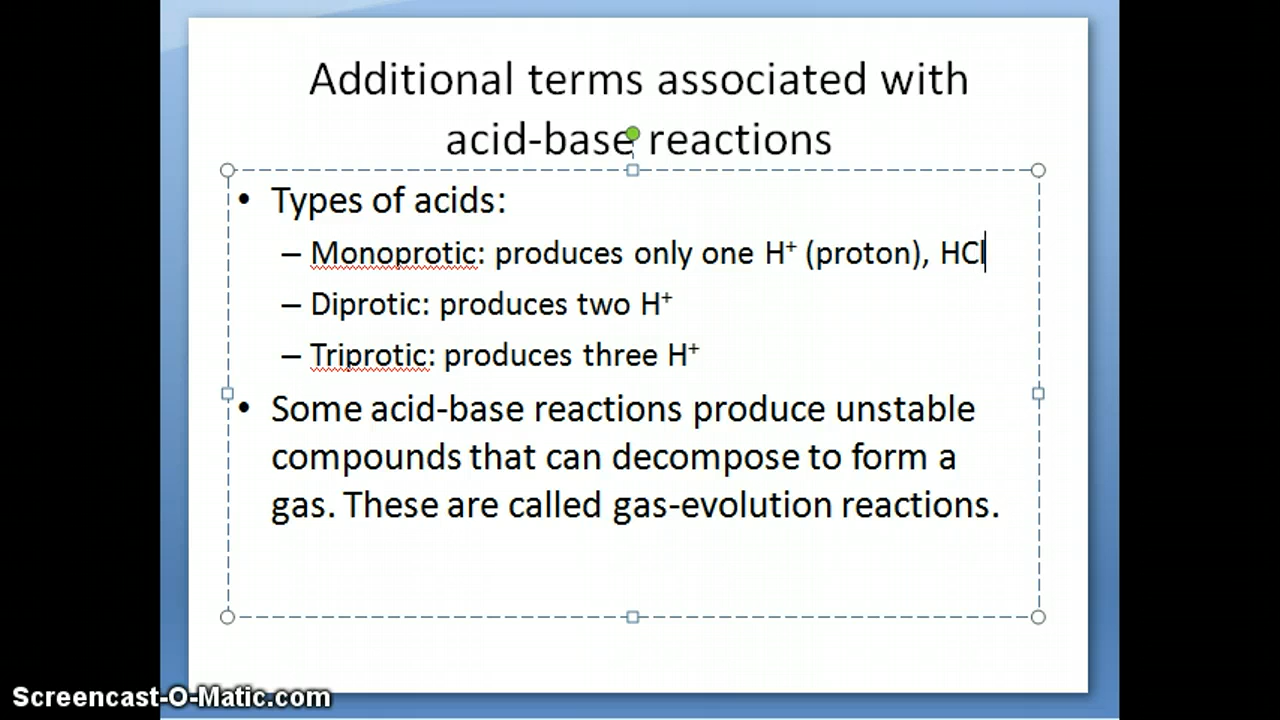 Additional terms associated with
acid-base reactions
• Types of acids:
– Monoprotic: produces only one H⁺ (proton), HCl
– Diprotic: produces two H⁺
– Triprotic: produces three H⁺
• Some acid-base reactions produce unstable
compounds that can decompose to form a
gas. These are called gas-evolution reactions.
Screencast-O-Matic.com